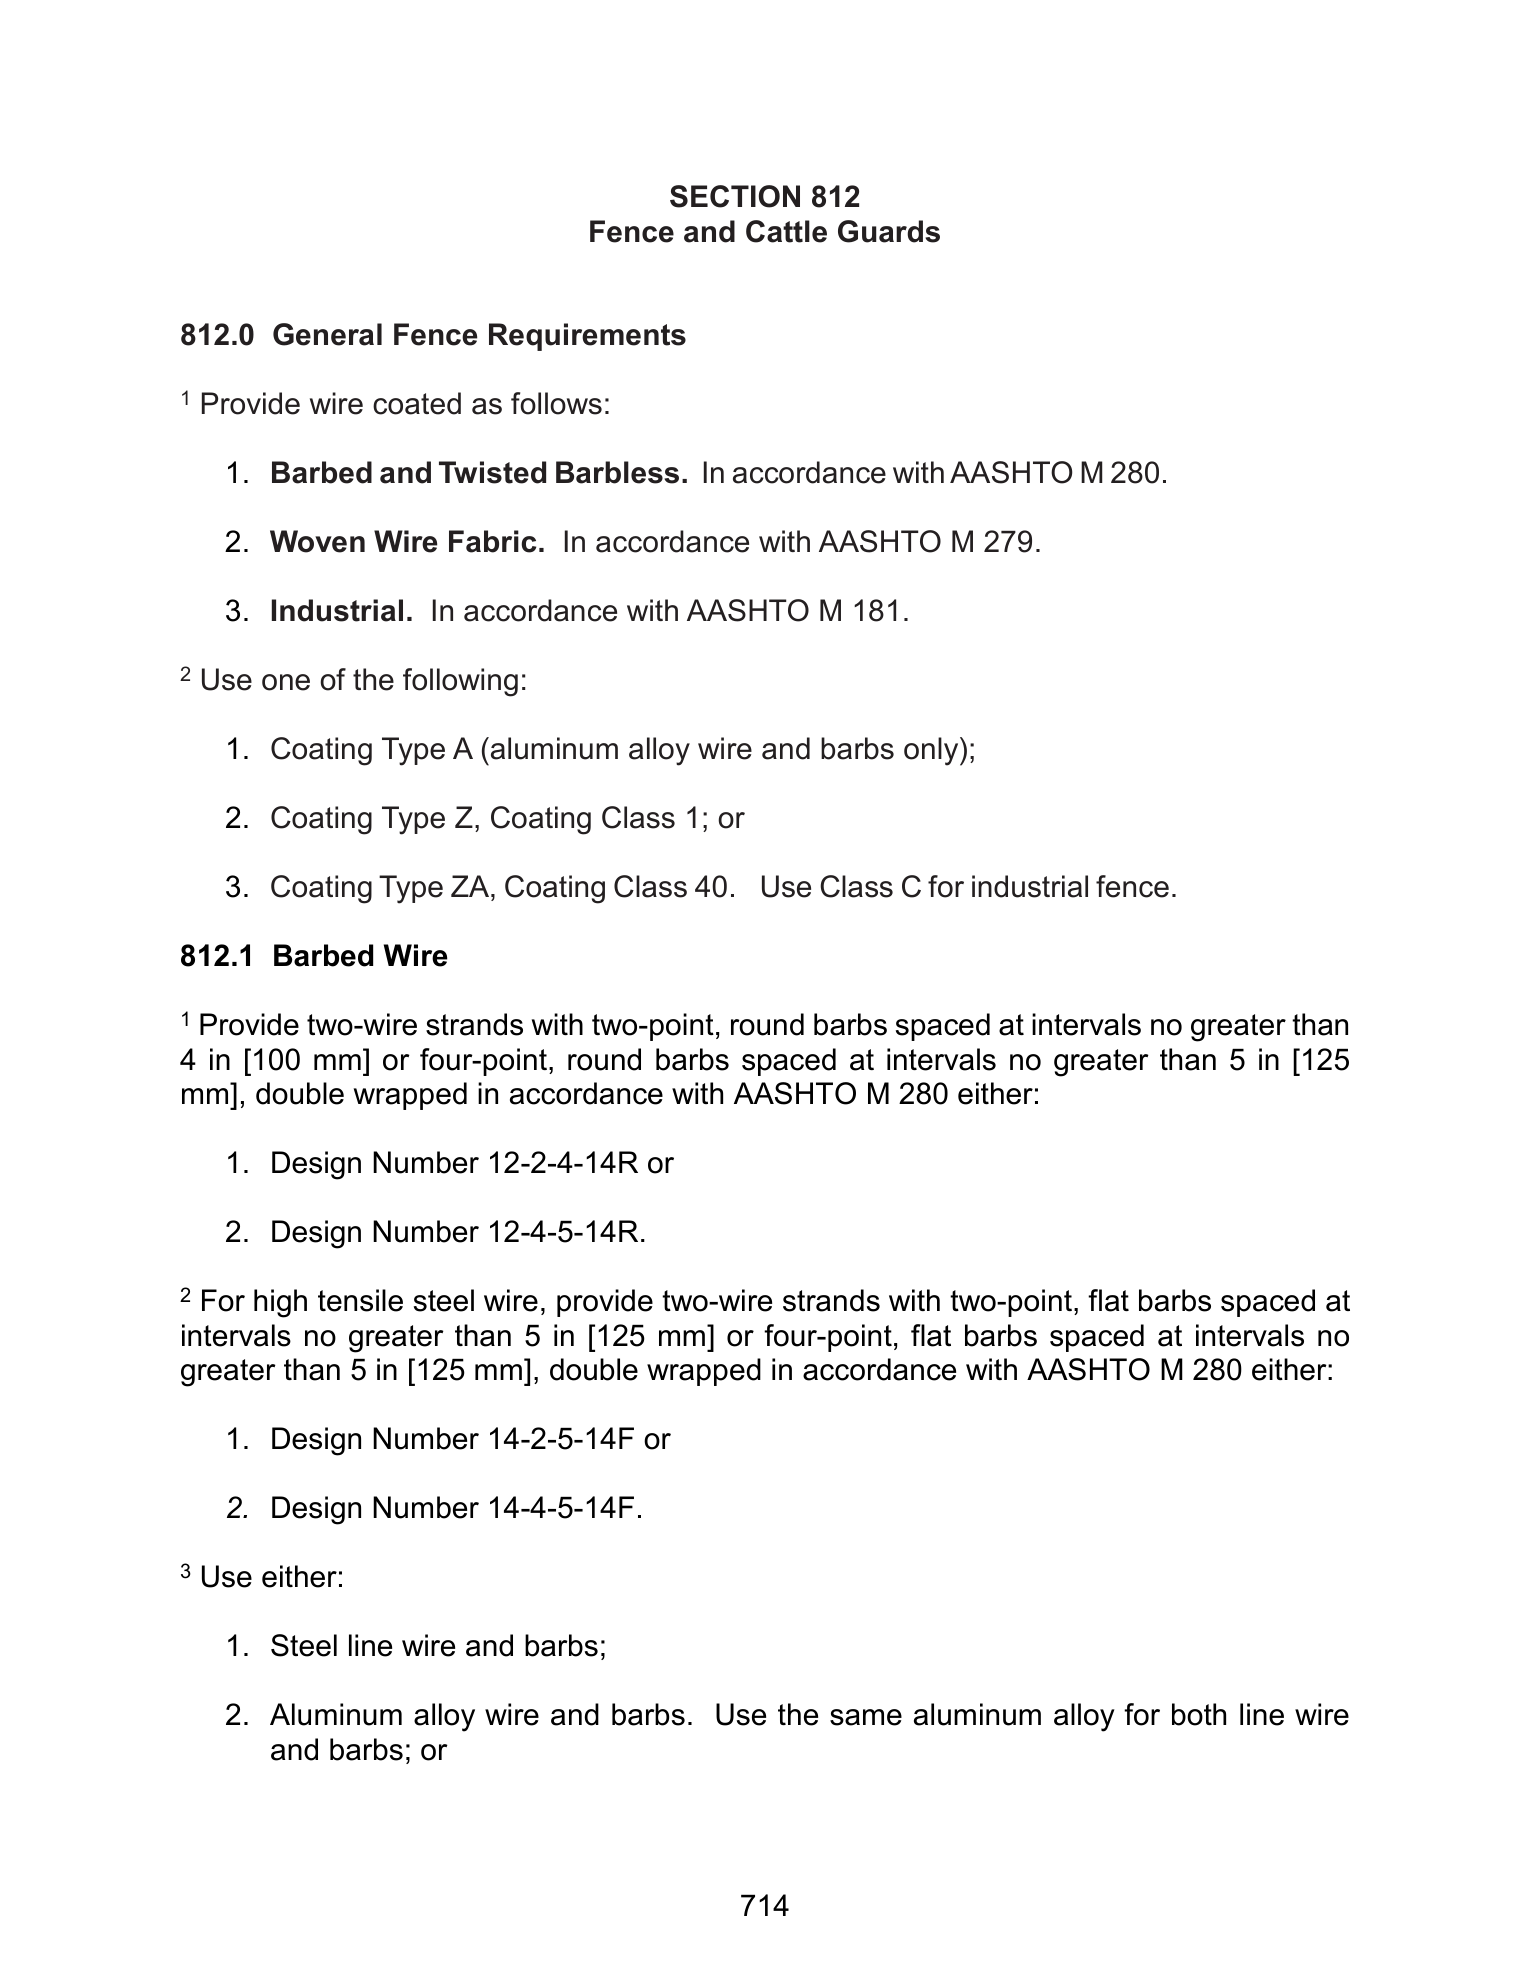 SECTION 812
Fence and Cattle Guards
812.0 General Fence Requirements
1 Provide wire coated as follows:
1. Barbed and Twisted Barbless. In accordance with AASHTO M 280.
2. Woven Wire Fabric. In accordance with AASHTO M 279.
3. Industrial. In accordance with AASHTO M 181.
2 Use one of the following:
1. Coating Type A (aluminum alloy wire and barbs only);
2. Coating Type Z, Coating Class 1; or
3. Coating Type ZA, Coating Class 40. Use Class C for industrial fence.
812.1 Barbed Wire
1 Provide two-wire strands with two-point, round barbs spaced at intervals no greater than
4 in [100 mm] or four-point, round barbs spaced at intervals no greater than 5 in [125
mm], double wrapped in accordance with AASHTO M 280 either:
1. Design Number 12-2-4-14R or
2. Design Number 12-4-5-14R.
2 For high tensile steel wire, provide two-wire strands with two-point, flat barbs spaced at
intervals no greater than 5 in [125 mm] or four-point, flat barbs spaced at intervals no
greater than 5 in [125 mm], double wrapped in accordance with AASHTO M 280 either:
1. Design Number 14-2-5-14F or
2. Design Number 14-4-5-14F.
3 Use either:
1. Steel line wire and barbs;
2. Aluminum alloy wire and barbs. Use the same aluminum alloy for both line wire
and barbs; or
714